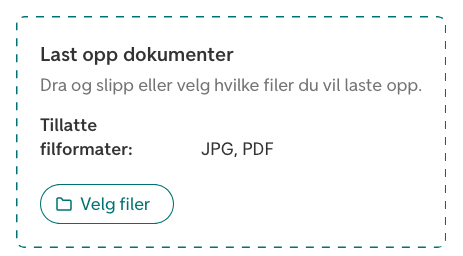 Last opp dokumenter
Dra og slipp eller velg hvilke filer du vil laste opp.
Tillatte
filformater: JPG, PDF
Velg filer